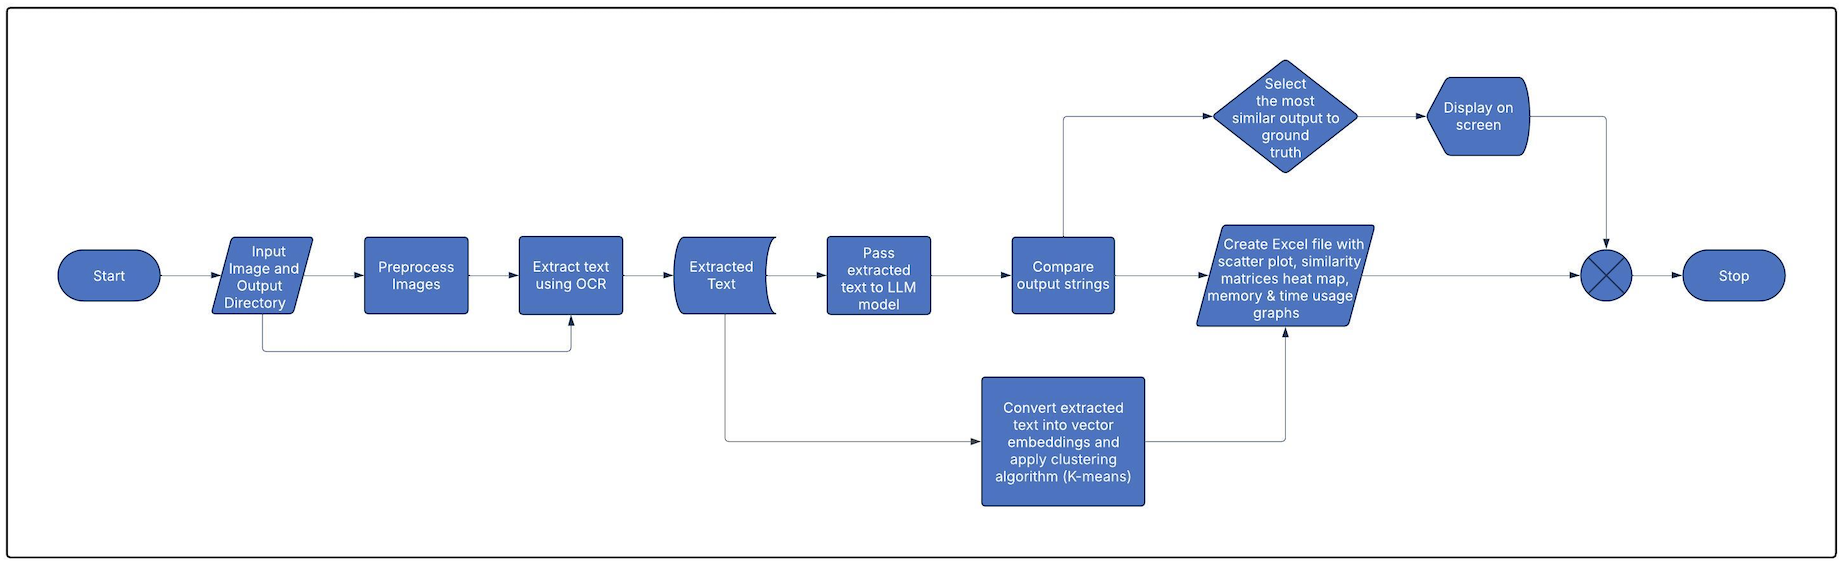 Start
Input
Image and
Output
Directory
Preprocess
Images
Extract text
using OCR
Extracted
Text
Pass
extracted
text to LLM
model
Compare
output strings
Select
the most
similar output to
ground
truth
Display on
screen
Create Excel file with
scatter plot, similarity
matrices heat map,
memory & time usage
graphs
Convert extracted
text into vector
embeddings and
apply clustering
algorithm (K-means)
Stop